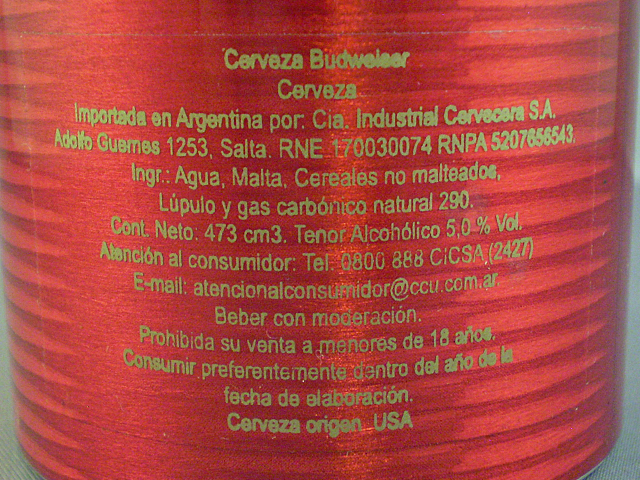 Cerveza Budweiser
Cerveza
Importada en Argentina por: Cia. Industrial Cervecera S.A.
Adolfo Guemes 1253, Salta. RNE 170030074 RNPA 5207656543.
Ingr.: Agua, Malta, Cereales no malteados,
Lúpulo y gas carbónico natural 290.
Cont. Neto: 473 cm3. Tenor Alcohólico 5,0 % Vol.
Atención al consumidor: Tel. 0800 888 CICSA (2427)
E-mail: atencionalconsumidor@ccu.com.ar.
Beber con moderación.
Prohibida su venta a menores de 18 años.
Consumir preferentemente dentro del año de la
fecha de elaboración.
Cerveza origen USA